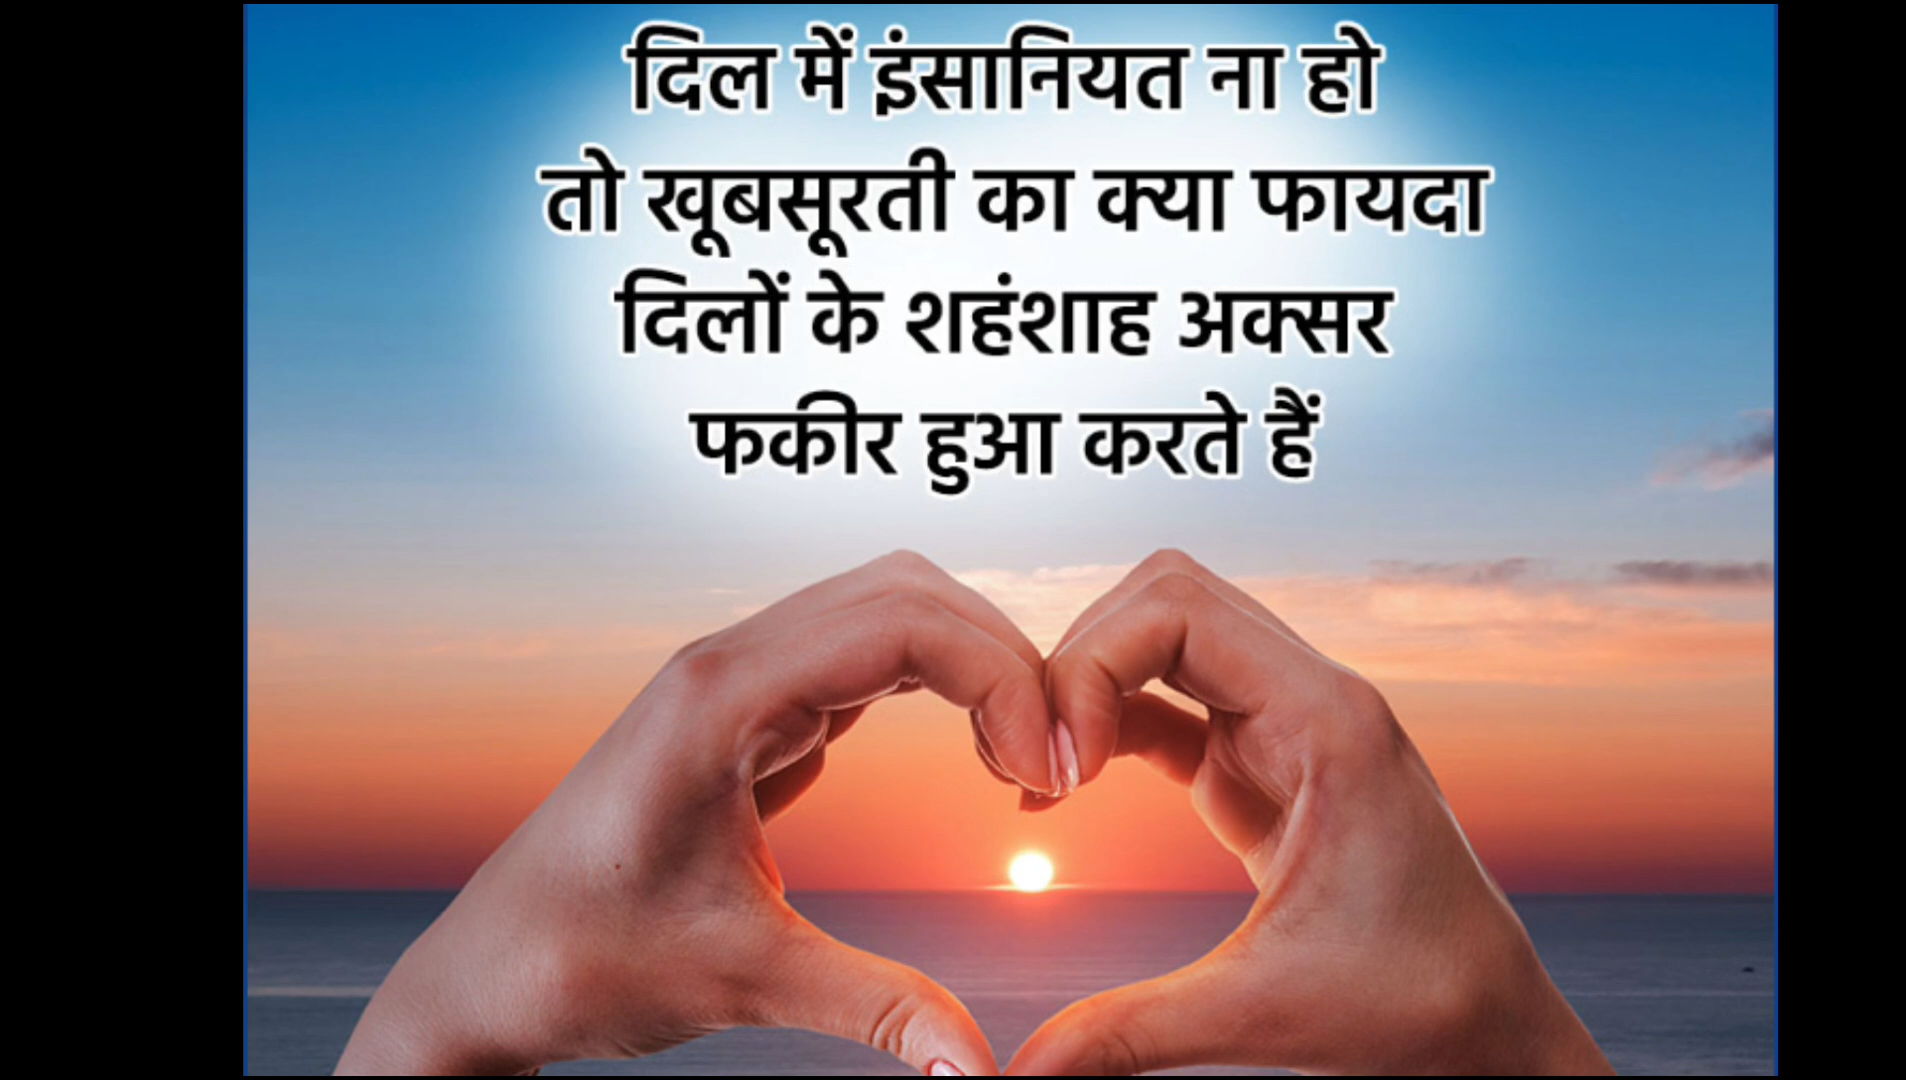 दिल में इंसानियत ना हो
तो खूबसूरती का क्या फायदा
दिलों के शहंशाह अक्सर
फकीर हुआ करते हैं